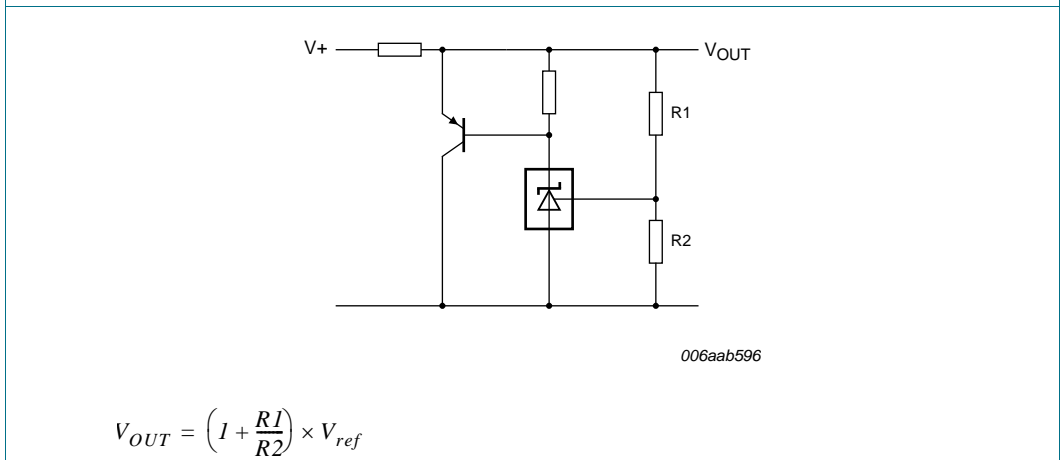 V+
VOUT
R1
R2
006aab596
VOUT = (1 + R1/R2) × Vref